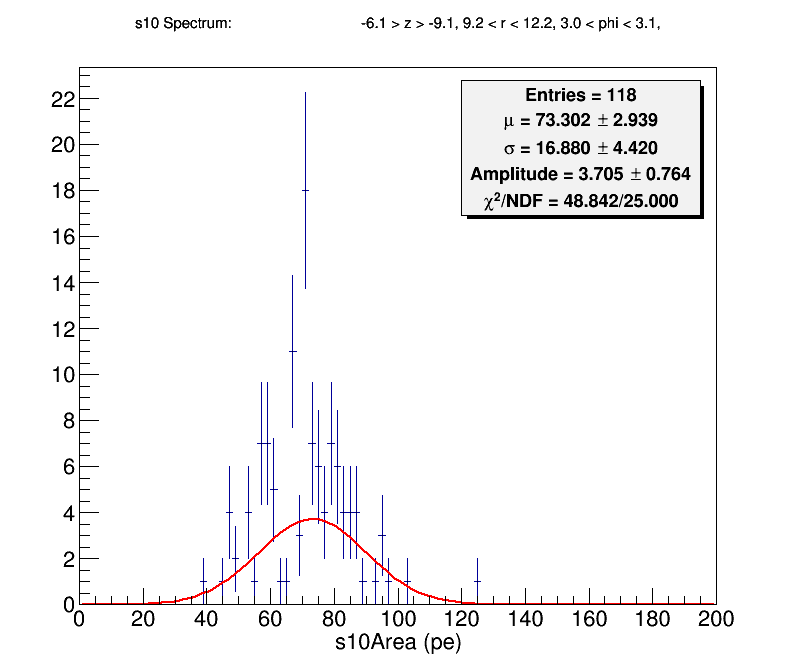 s10 Spectrum: -6.1 > z > -9.1, 9.2 < r < 12.2, 3.0 < phi < 3.1,
Entries = 118
μ = 73.302 ± 2.939
σ = 16.880 ± 4.420
Amplitude = 3.705 ± 0.764
χ²/NDF = 48.842/25.000
22
20
18
16
14
12
10
8
6
4
2
0
0 20 40 60 80 100 120 140 160 180 200
s10Area (pe)